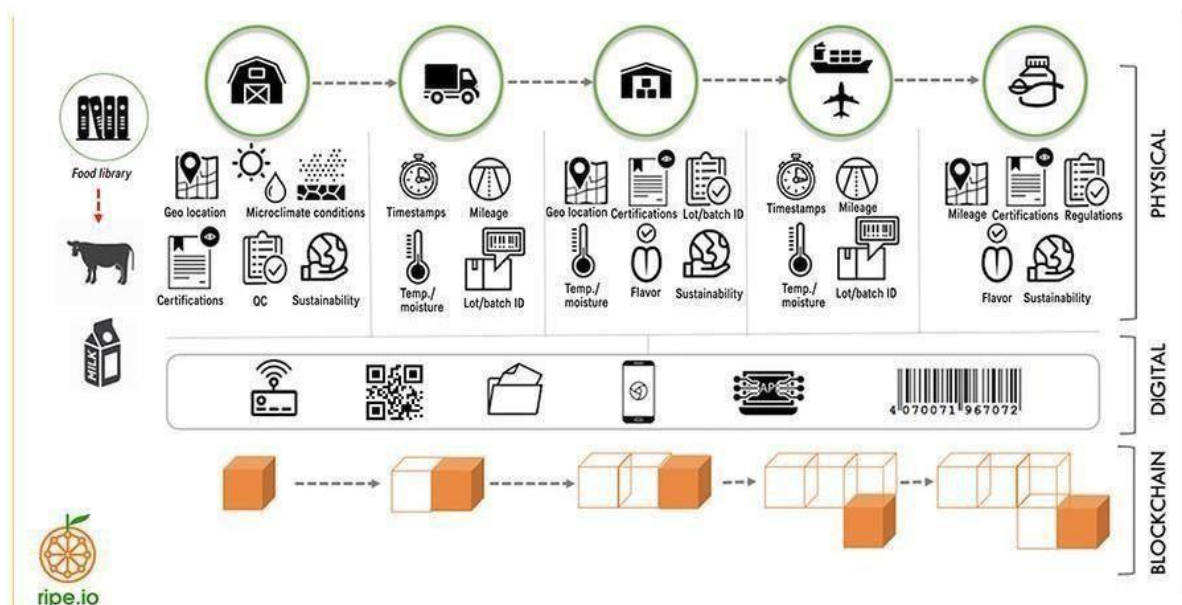 Food library
MILK
Geo location
Microclimate conditions
Certifications
QC
Sustainability
Timestamps
Mileage
Temp./
moisture
Lot/batch ID
Geo location
Certifications
Lot/batch ID
Temp./
moisture
Flavor
Sustainability
Timestamps
Mileage
Temp./
moisture
Lot/batch ID
Mileage
Certifications
Regulations
Flavor
Sustainability
PHYSICAL
API
4 070071 967072
DIGITAL
BLOCKCHAIN
ripe.io